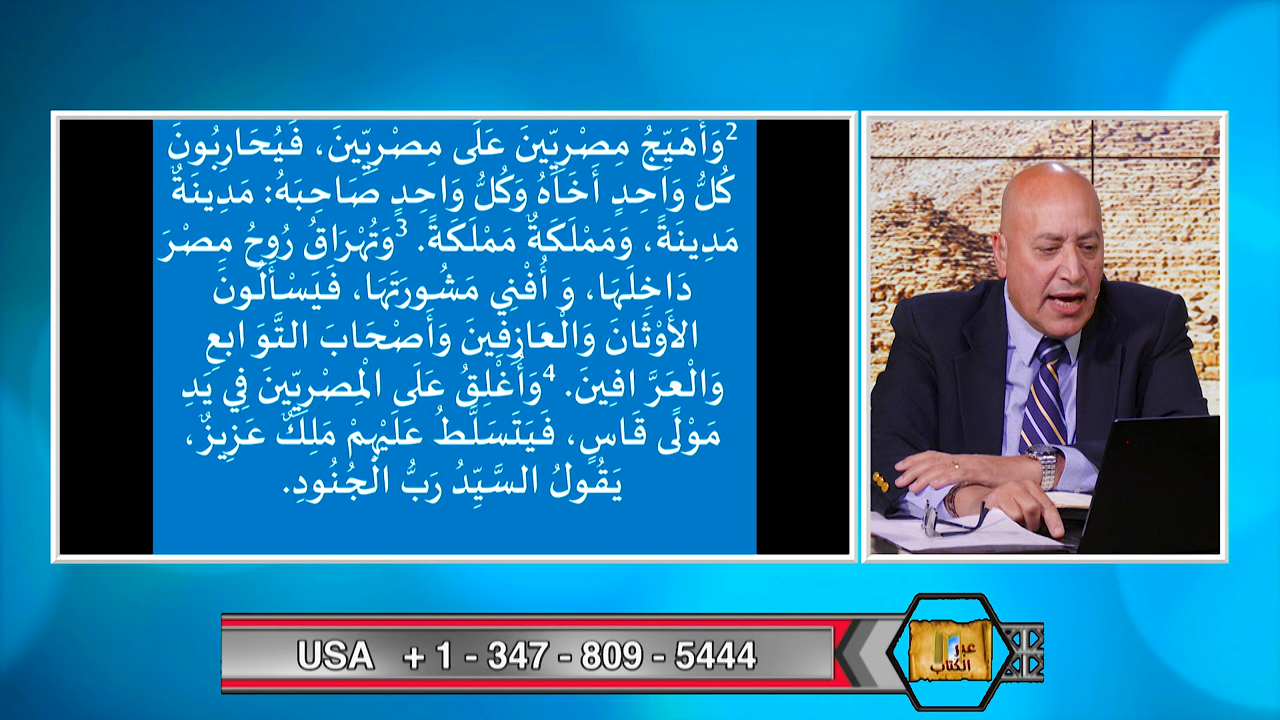 ²وَأُهَيِّجُ مِصْرِيِّينَ عَلَى مِصْرِيِّينَ، فَيُحَارِبُونَ
كُلُّ وَاحِدٍ أَخَاهُ وَكُلُّ وَاحِدٍ صَاحِبَهُ: مَدِينَةٌ
مَدِينَةً، وَمَمْلَكَةٌ مَمْلَكَةً. ³وَتُهْرَاقُ رُوحُ مِصْرَ
دَاخِلَهَا، وَ أُفْنِي مَشُورَتَهَا، فَيَسْأَلُونَ
الأَوْثَانَ وَالْعَازِفِينَ وَأَصْحَابَ التَّوَ ابعِ
وَالْعَرَّ افِينَ. ⁴وَأُغْلِقُ عَلَى الْمِصْرِيِّينَ فِي يَدِ
مَوْلًى قَاسٍ، فَيَتَسَلَّطُ عَلَيْهِمْ مَلِكٌ عَزِيزٌ،
يَقُولُ السَّيِّدُ رَبُّ الْجُنُودِ.
USA + 1 - 347 - 809 - 5444
عبر
الكتاب